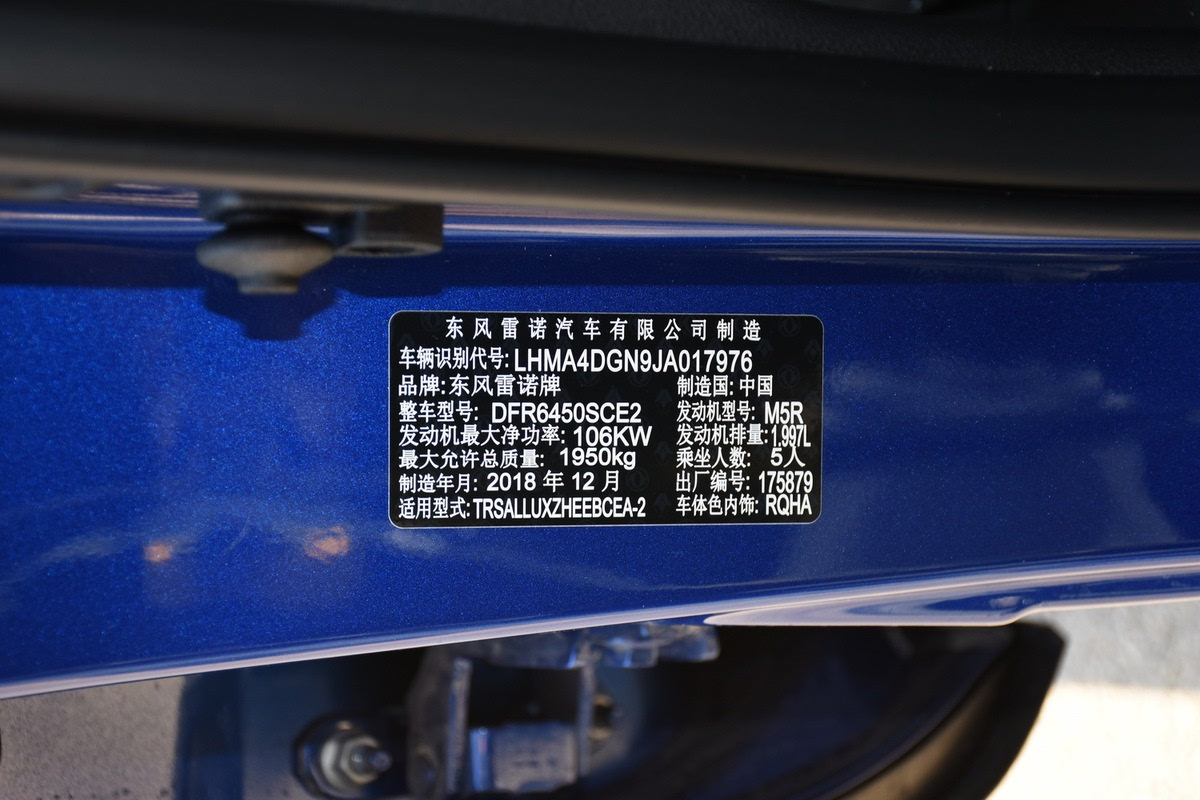 东风雷诺汽车有限公司制造
车辆识别代号: LHMA4DGN9JA017976
品牌: 东风雷诺牌 制造国: 中国
整车型号: DFR6450SCE2 发动机型号: M5R
发动机最大净功率: 106KW 发动机排量: 1.997L
最大允许总质量: 1950kg 乘坐人数: 5人
制造年月: 2018 年 12 月 出厂编号: 175879
适用型式: TRSALLUXZHEEBCEA-2 车体色内饰: RQHA